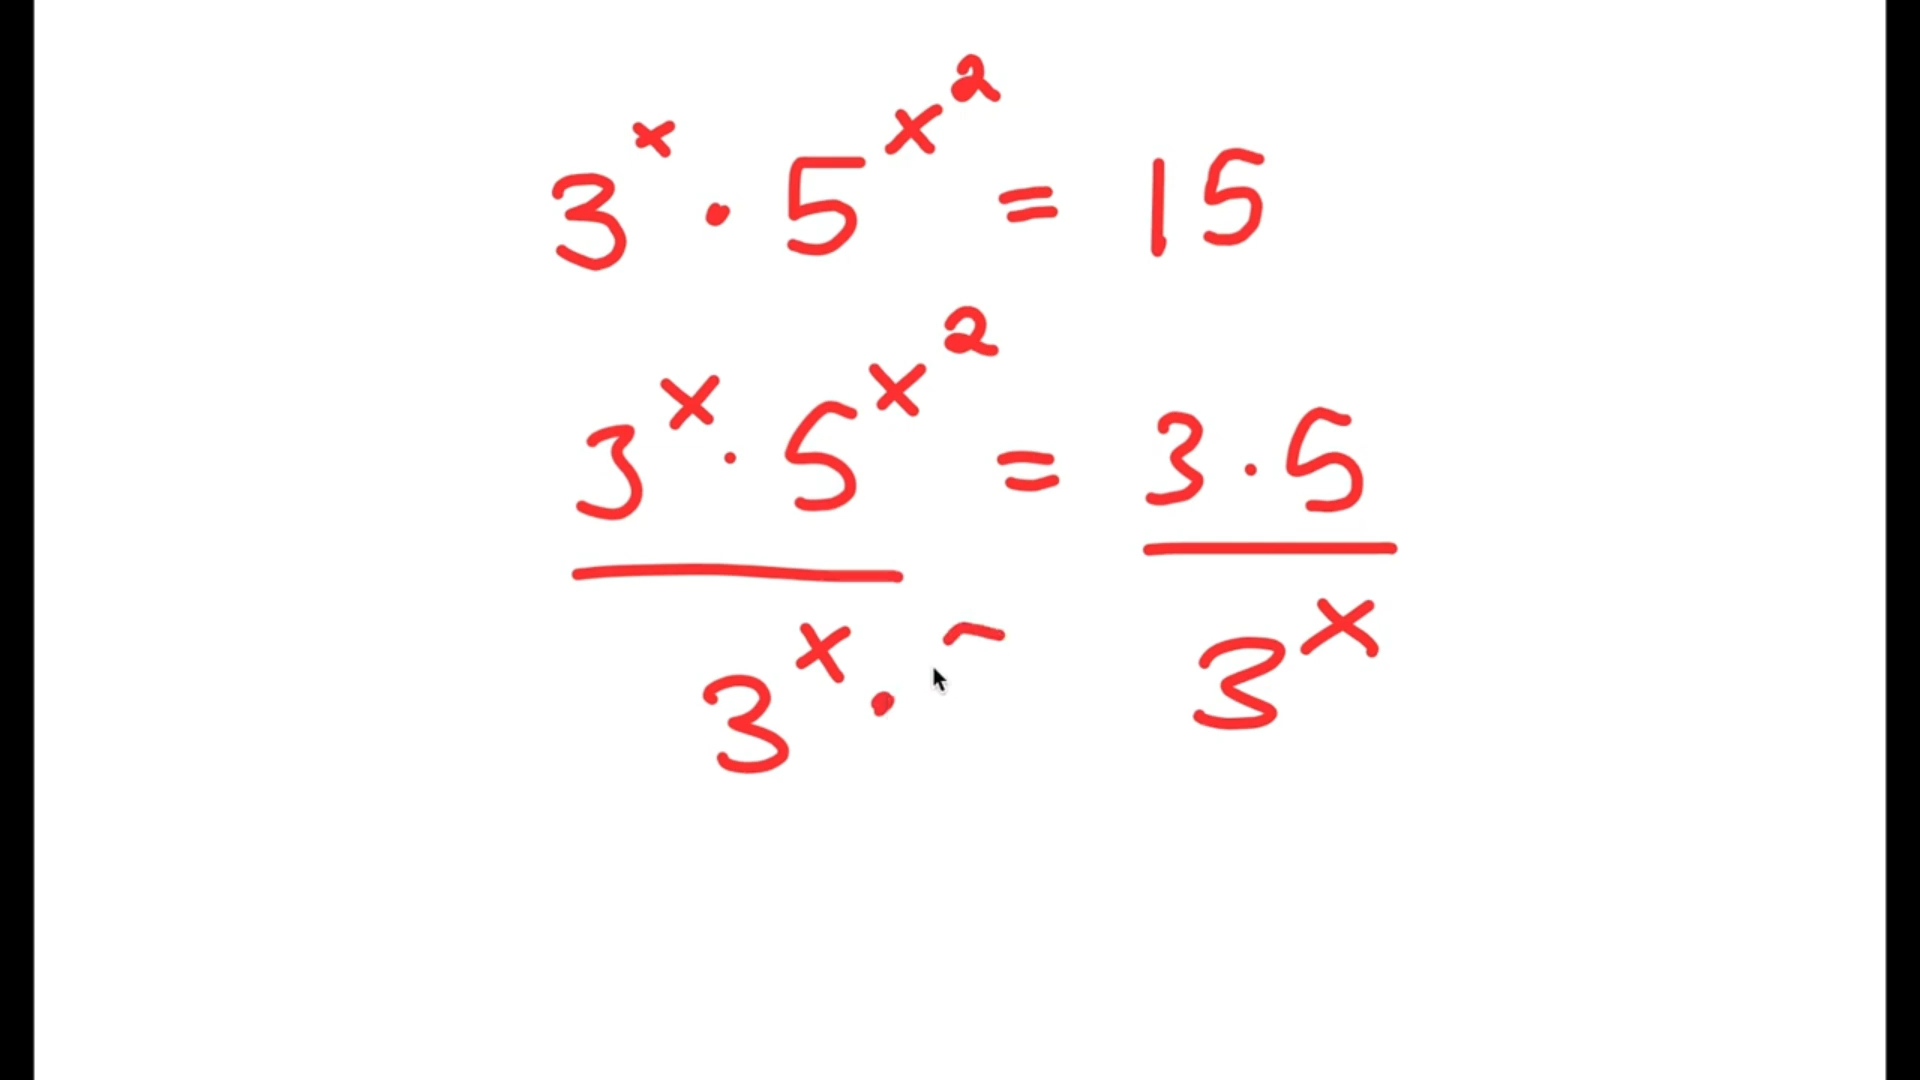 3^x · 5^x^2 = 15
3^x · 5^x^2 = 3 · 5
3^x · 3^x